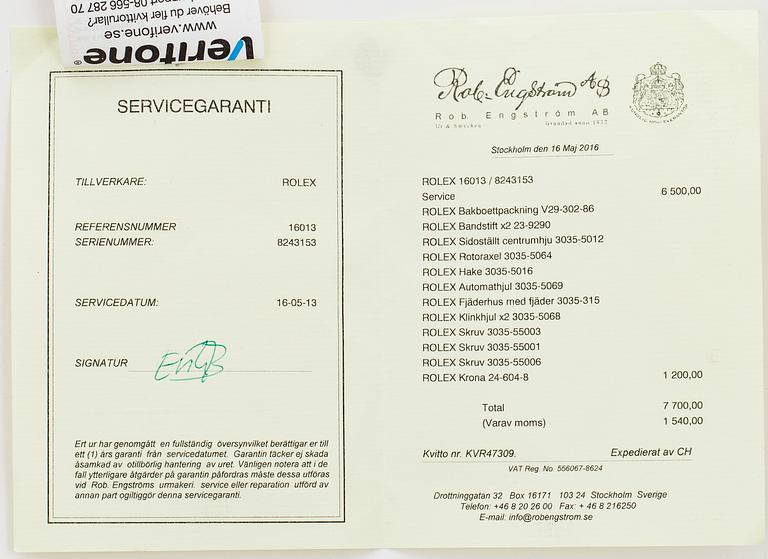 Verifone®
www.verifone.se
Behöver du fler kvittorullar?
08-566 287 70
SERVICEGARANTI
TILLVERKARE: ROLEX
REFERENSNUMMER 16013
SERIENUMMER: 8243153
SERVICEDATUM: 16-05-13
SIGNATUR
Ert ur har genomgått en fullständig översynvilket berättigar er till
ett (1) års garanti från servicedatumet. Garantin täcker ej skada
åsamkad av otillbörlig hantering av uret. Vänligen notera att i de
fall ytterligare åtgärder på garantin påfordras måste dessa utföras
vid Rob. Engströms urmakeri. service eller reparation utförd av
annan part ogiltiggör denna servicegaranti.
Rob. Engström AB
Rob. Engström AB
Ur & Smycken Grundad anno 1872
Stockholm den 16 Maj 2016
ROLEX 16013 / 8243153
Service 6 500,00
ROLEX Bakboettpackning V29-302-86
ROLEX Bandstift x2 23-9290
ROLEX Sidoställt centrumhju 3035-5012
ROLEX Rotoraxel 3035-5064
ROLEX Hake 3035-5016
ROLEX Automathjul 3035-5069
ROLEX Fjäderhus med fjäder 3035-315
ROLEX Klinkhjul x2 3035-5068
ROLEX Skruv 3035-55003
ROLEX Skruv 3035-55001
ROLEX Skruv 3035-55006
ROLEX Krona 24-604-8 1 200,00
Total 7 700,00
(Varav moms) 1 540,00
Kvitto nr. KVR47309. Expedierat av CH
VAT Reg. No. 556067-8624
Drottninggatan 32 Box 16171 103 24 Stockholm Sverige
Telefon: +46 8 20 26 00 Fax: + 46 8 216250
E-mail: info@robengstrom.se